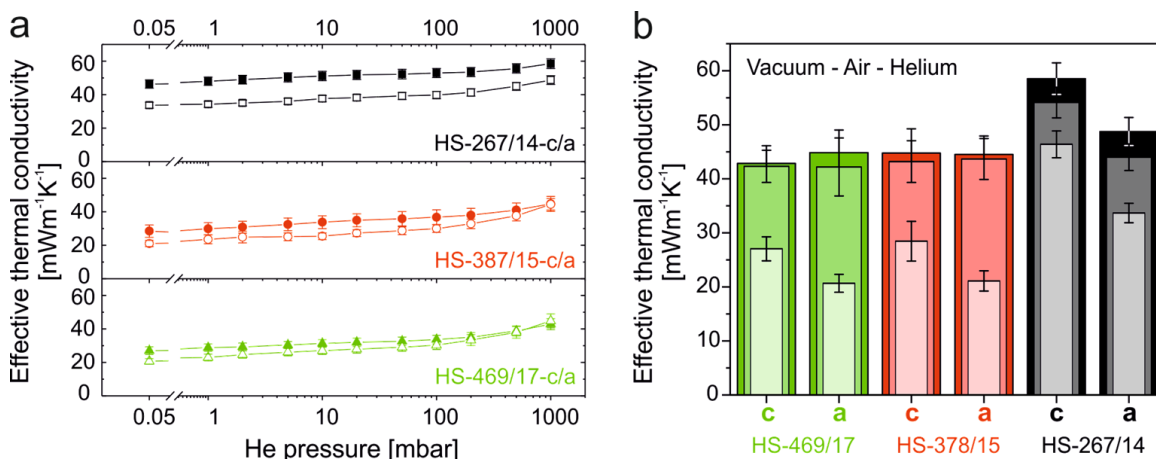 a
0.05 1 10 100 1000
Effective thermal conductivity
[mWm⁻¹K⁻¹]
60
40
20
0
HS-267/14-c/a
60
40
20
0
HS-387/15-c/a
60
40
20
0
HS-469/17-c/a
0.05 1 10 100 1000
He pressure [mbar]
b
Effective thermal conductivity
[mWm⁻¹K⁻¹]
Vacuum - Air - Helium
60
50
40
30
20
10
0
c a c a c a
HS-469/17 HS-378/15 HS-267/14